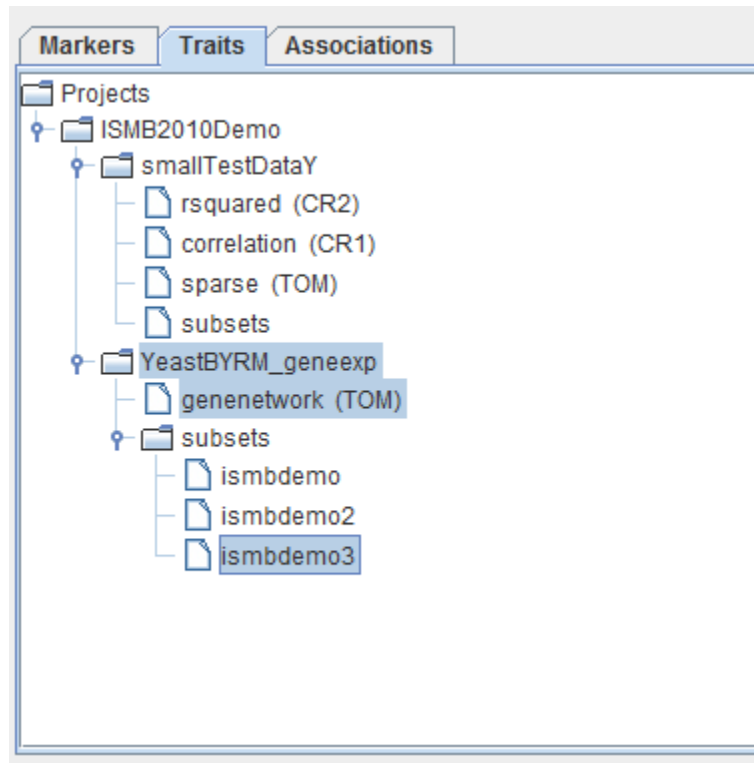 Markers Traits Associations
Projects
ISMB2010Demo
smallTestDataY
rsquared (CR2)
correlation (CR1)
sparse (TOM)
subsets
YeastBYRM_geneexp
genenetwork (TOM)
subsets
ismbdemo
ismbdemo2
ismbdemo3